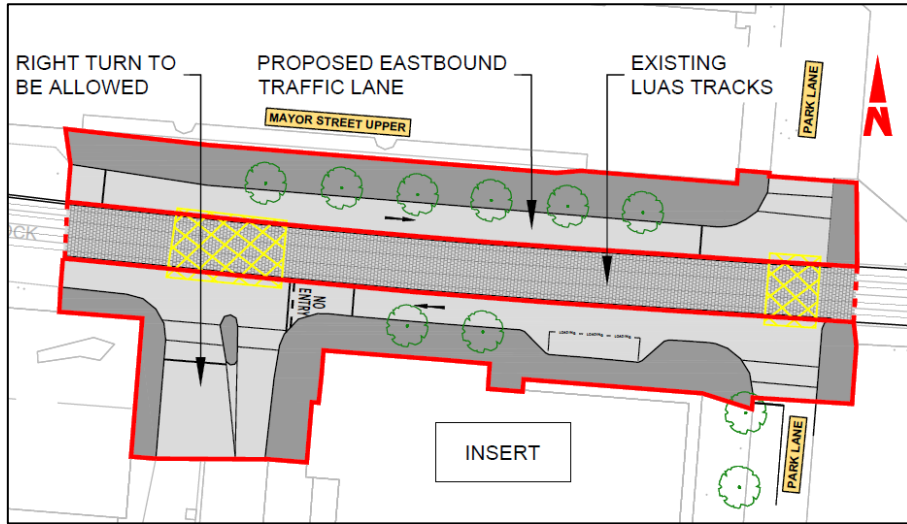 RIGHT TURN TO
BE ALLOWED
PROPOSED EASTBOUND
TRAFFIC LANE
EXISTING
LUAS TRACKS
PARK LANE
N
MAYOR STREET UPPER
OCK
NO
ENTRY
INSERT
PARK LANE